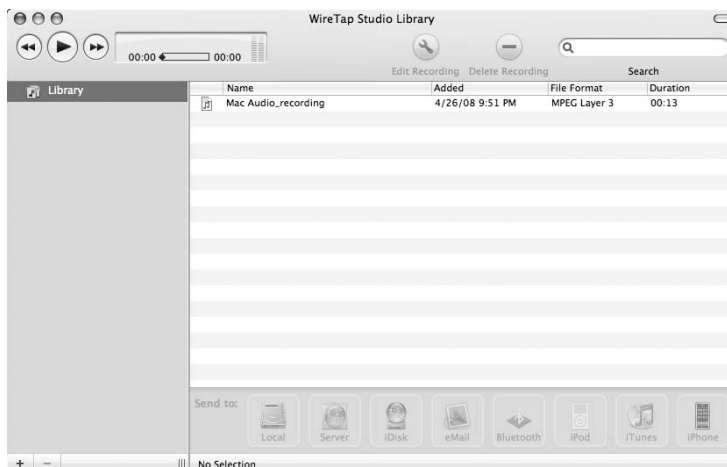 WireTap Studio Library
00:00 00:00
Edit Recording Delete Recording Search
Library
Name Added File Format Duration
Mac Audio_recording 4/26/08 9:51 PM MPEG Layer 3 00:13
Send to:
Local Server iDisk eMail Bluetooth iPod iTunes iPhone
+ − No Selection